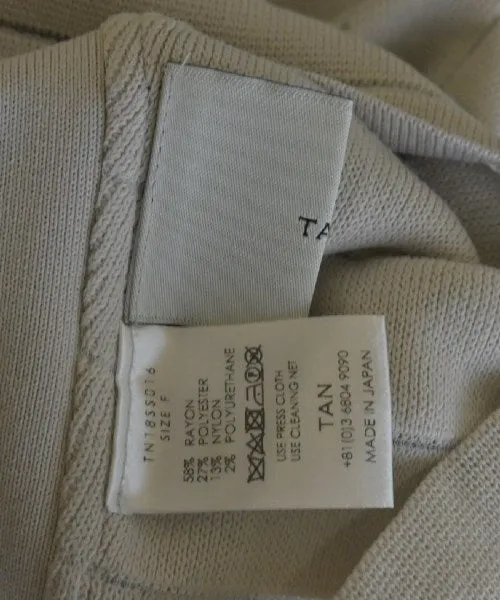 TA
TN18SS016
SIZE F
58% RAYON
27% POLYESTER
13% NYLON
2% POLYURETHANE
USE PRESS CLOTH
USE CLEANING NET
TAN
+81(0)3 6804 9090
MADE IN JAPAN